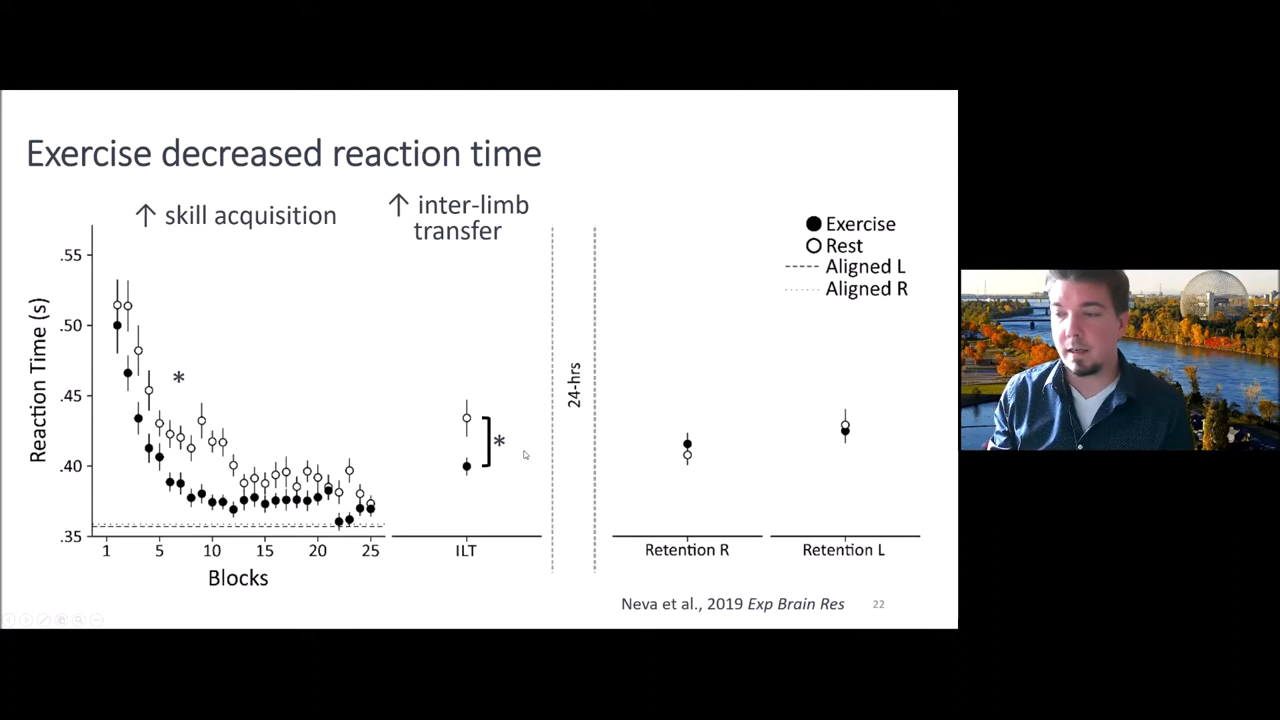 Exercise decreased reaction time
↑ skill acquisition
↑ inter-limb
transfer
Exercise
Rest
Aligned L
Aligned R
Reaction Time (s)
.55
.50
.45
.40
.35
*
*
24-hrs
1 5 10 15 20 25
Blocks
ILT
Retention R
Retention L
Neva et al., 2019 Exp Brain Res
22